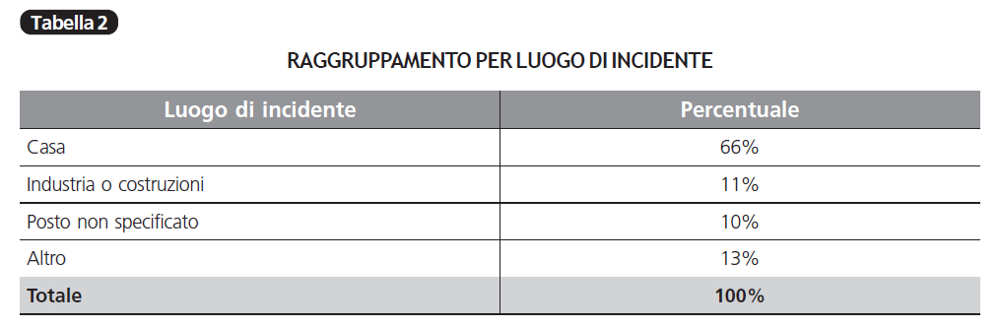 Tabella 2
RAGGRUPPAMENTO PER LUOGO DI INCIDENTE
Luogo di incidente Percentuale
Casa 66%
Industria o costruzioni 11%
Posto non specificato 10%
Altro 13%
Totale 100%